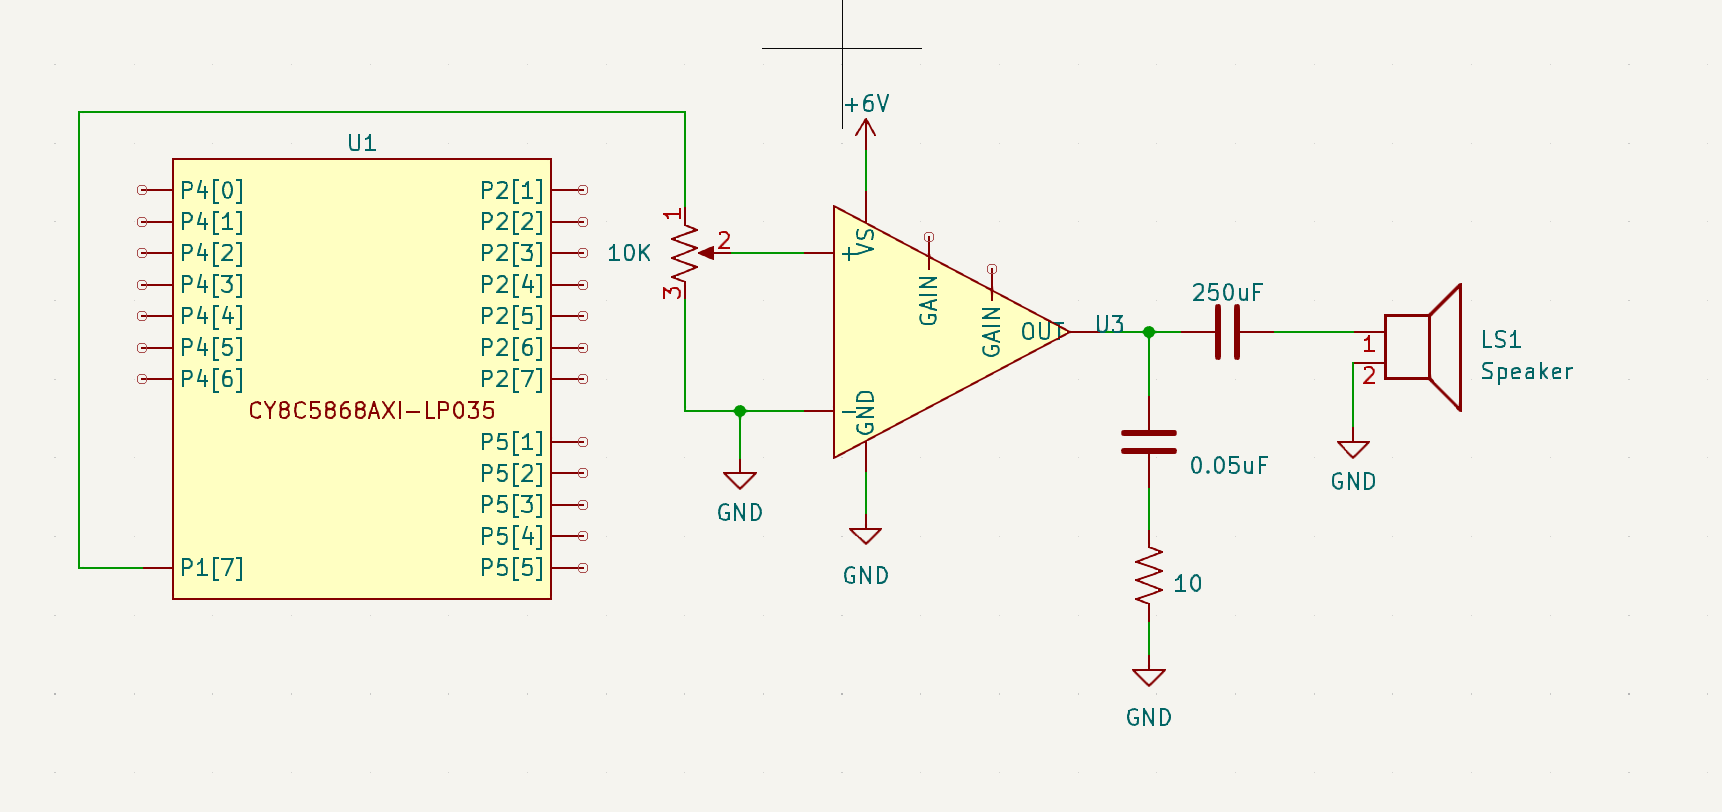 +6V
U1
P4[0]
P4[1]
P4[2]
P4[3]
P4[4]
P4[5]
P4[6]
P2[1]
P2[2]
P2[3]
P2[4]
P2[5]
P2[6]
P2[7]
CY8C5868AXI-LP035
P5[1]
P5[2]
P5[3]
P5[4]
P5[5]
P1[7]
1
10K
2
3
GND
+
VS
GAIN
GAIN
OUT
U3
-
GND
GND
250uF
0.05uF
10
GND
1
2
LS1
Speaker
GND